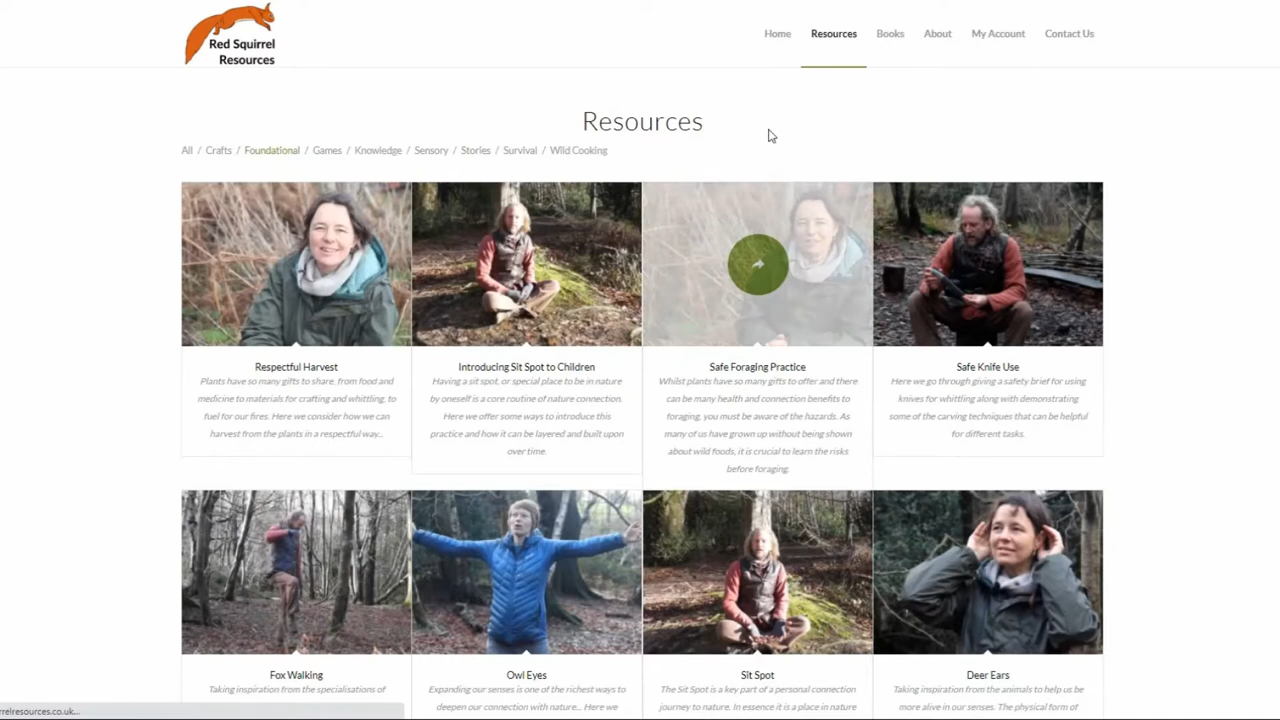 Red Squirrel
Resources
Home Resources Books About My Account Contact Us
Resources
All / Crafts / Foundational / Games / Knowledge / Sensory / Stories / Survival / Wild Cooking
Respectful Harvest
Plants have so many gifts to share, from food and
medicine to materials for crafting and whittling, to
fuel for our fires. Here we consider how we can
harvest from the plants in a respectful way...
Introducing Sit Spot to Children
Having a sit spot, or special place to be in nature
by oneself is a core routine of nature connection.
Here we offer some ways to introduce this
practice and how it can be layered and built upon
over time.
Safe Foraging Practice
Whilst plants have so many gifts to offer and there
can be many health and connection benefits to
foraging, you must be aware of the hazards. As
many of us have grown up without being shown
about wild foods, it is crucial to learn the risks
before foraging.
Safe Knife Use
Here we go through giving a safety brief for using
knives for whittling along with demonstrating
some of the carving techniques that can be helpful
for different tasks.
Fox Walking
Taking inspiration from the specialisations of
Owl Eyes
Expanding our senses is one of the richest ways to
deepen our connection with nature... Here we
Sit Spot
The Sit Spot is a key part of a personal connection
journey to nature. In essence it is a place in nature
Deer Ears
Taking inspiration from the animals to help us be
more alive in our senses. The physical form of
rrelresources.co.uk...